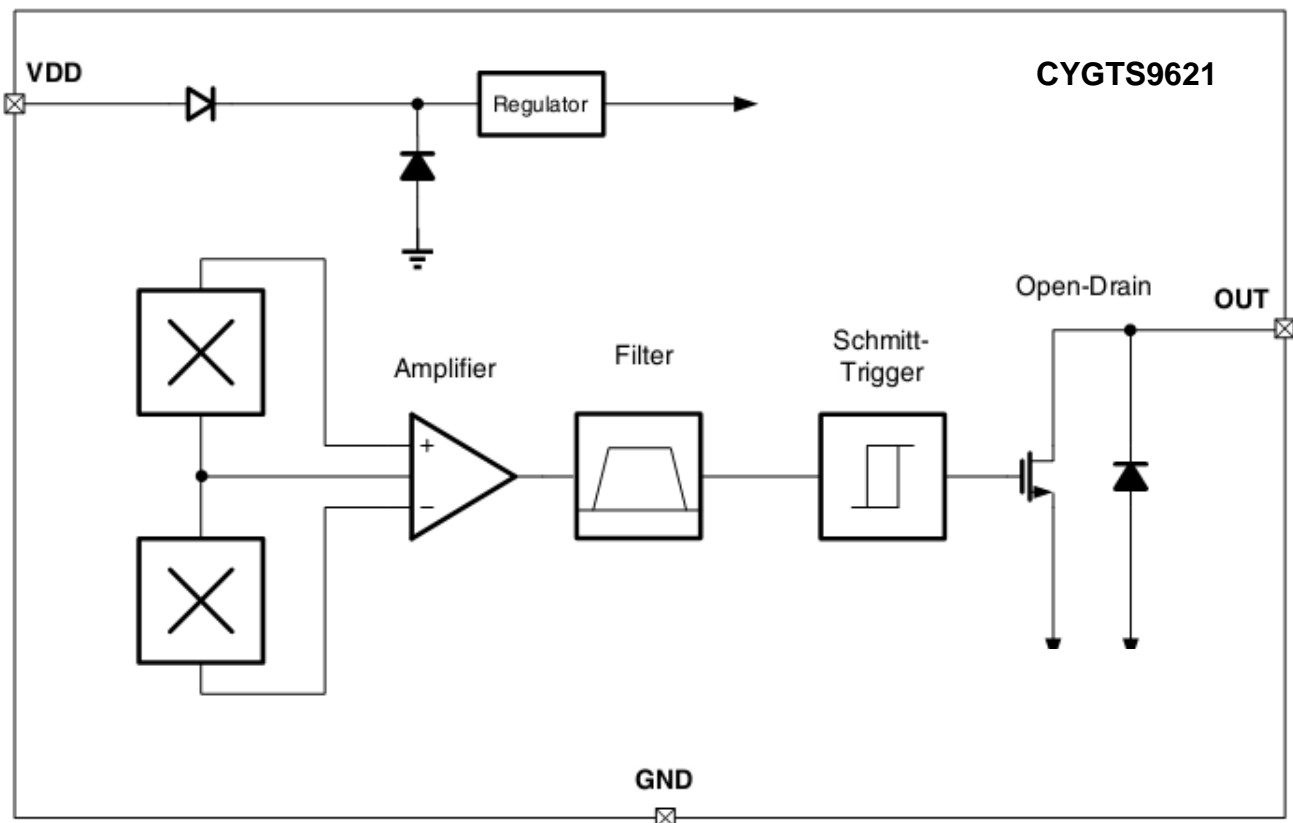 VDD
CYGTS9621
Regulator
Open-Drain
OUT
Amplifier
Filter
Schmitt-
Trigger
+
−
GND